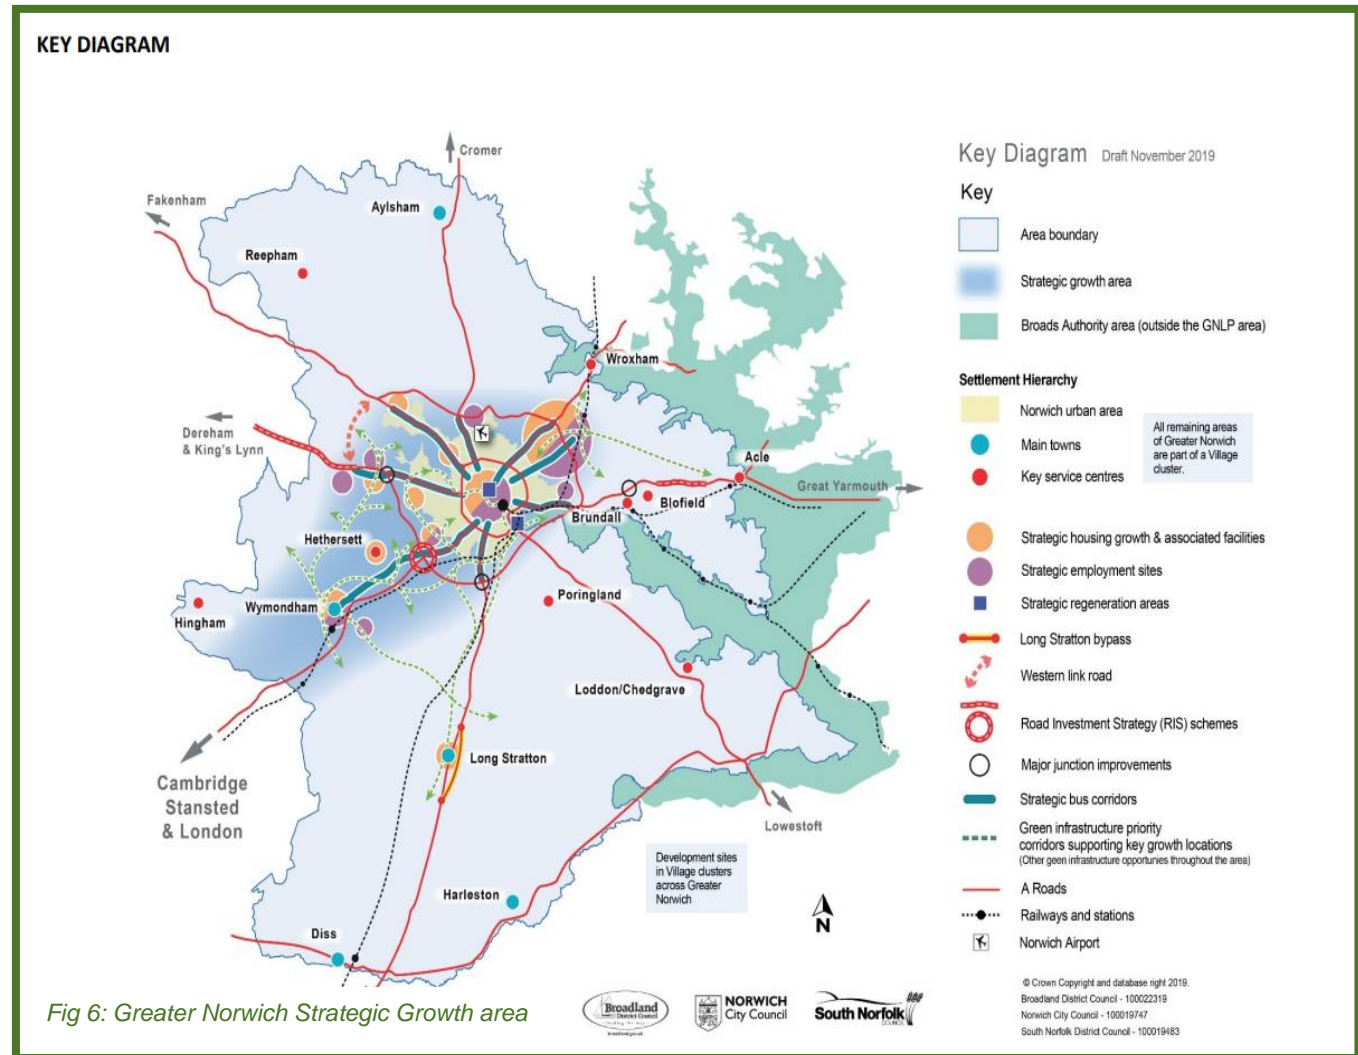 KEY DIAGRAM
Cromer
Fakenham
Aylsham
Reepham
Wroxham
Dereham
& King's Lynn
Acle
Great Yarmouth
Blofield
Brundall
Hethersett
Wymondham
Hingham
Poringland
Loddon/Chedgrave
Long Stratton
Cambridge
Stansted
& London
Lowestoft
Development sites
in Village clusters
across Greater
Norwich
Harleston
Diss
N
Key Diagram Draft November 2019
Key
Area boundary
Strategic growth area
Broads Authority area (outside the GNLP area)
Settlement Hierarchy
Norwich urban area
Main towns
Key service centres
All remaining areas
of Greater Norwich
are part of a Village
cluster.
Strategic housing growth & associated facilities
Strategic employment sites
Strategic regeneration areas
Long Stratton bypass
Western link road
Road Investment Strategy (RIS) schemes
Major junction improvements
Strategic bus corridors
Green infrastructure priority
corridors supporting key growth locations
(Other geen infrastructure opportunies throughout the area)
A Roads
Railways and stations
Norwich Airport
© Crown Copyright and database right 2019.
Broadland District Council - 100022319
Norwich City Council - 100019747
South Norfolk District Council - 100019483
Broadland
District Council
NORWICH
City Council
South Norfolk
COUNCIL
Fig 6: Greater Norwich Strategic Growth area